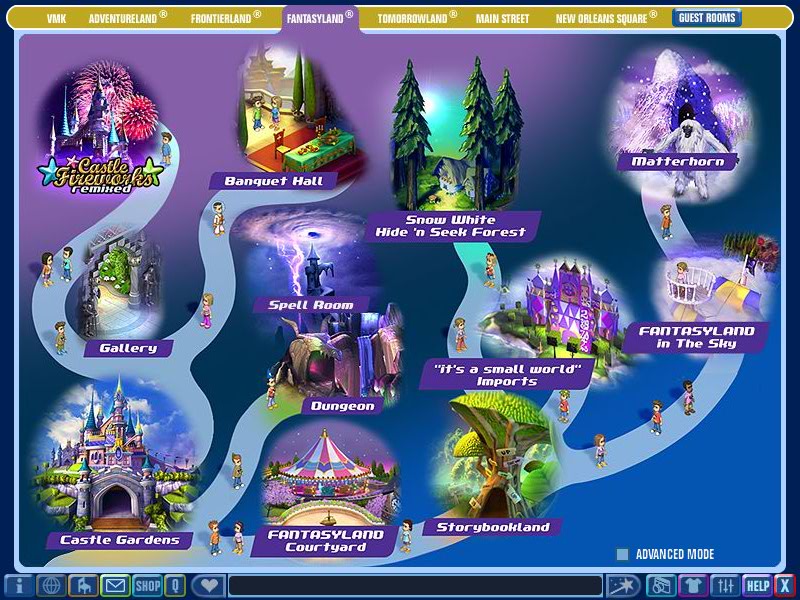 VMK ADVENTURELAND® FRONTIERLAND® FANTASYLAND® TOMORROWLAND® MAIN STREET NEW ORLEANS SQUARE® GUEST ROOMS
Castle
Fireworks
remixed
Banquet Hall
Matterhorn
Snow White
Hide 'n Seek Forest
Spell Room
Gallery
FANTASYLAND
in The Sky
"it's a small world"
Imports
Dungeon
Castle Gardens
FANTASYLAND
Courtyard
Storybookland
ADVANCED MODE
i SHOP Q HELP X